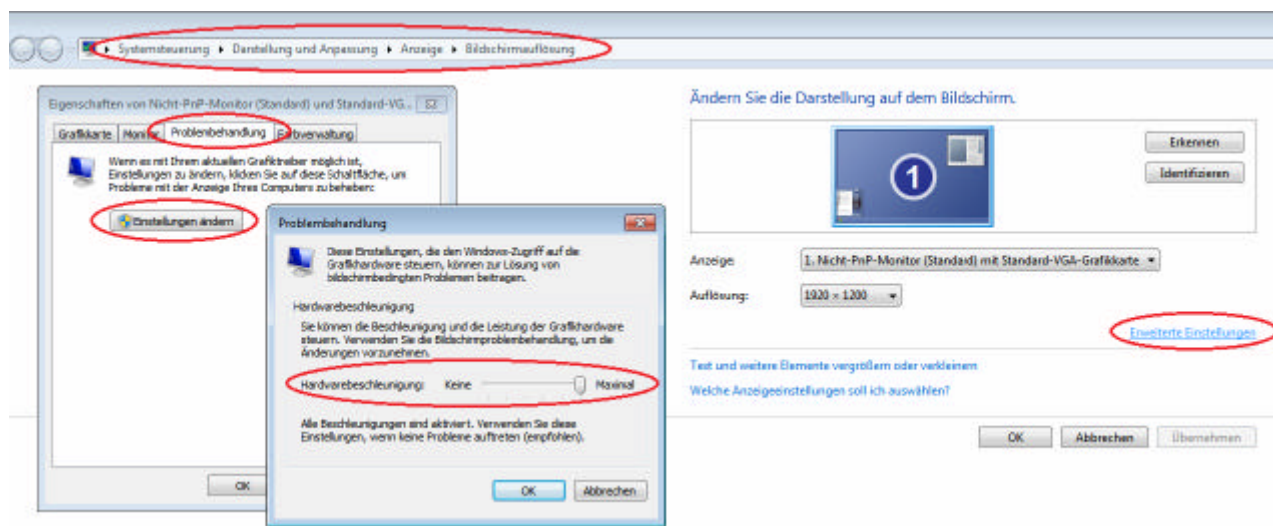 Systemsteuerung ▸ Darstellung und Anpassung ▸ Anzeige ▸ Bildschirmauflösung
Eigenschaften von Nicht-PnP-Monitor (Standard) und Standard-VG...
Grafikkarte Monitor Problembehandlung Farbverwaltung
Wenn es mit Ihrem aktuellen Grafiktreiber möglich ist,
Einstellungen zu ändern, klicken Sie auf diese Schaltfläche, um
Probleme mit der Anzeige Ihres Computers zu beheben:
Einstellungen ändern
OK
Problembehandlung
Diese Einstellungen, die den Windows-Zugriff auf die
Grafikhardware steuern, können zur Lösung von
bildschirmbedingten Problemen beitragen.
Hardwarebeschleunigung
Sie können die Beschleunigung und die Leistung der Grafikhardware
steuern. Verwenden Sie die Bildschirmproblembehandlung, um die
Änderungen vorzunehmen.
Hardwarebeschleunigung: Keine Maximal
Alle Beschleunigungen sind aktiviert. Verwenden Sie diese
Einstellungen, wenn keine Probleme auftreten (empfohlen).
OK Abbrechen
Ändern Sie die Darstellung auf dem Bildschirm.
1
Erkennen
Identifizieren
Anzeige: 1. Nicht-PnP-Monitor (Standard) mit Standard-VGA-Grafikkarte
Auflösung: 1920 × 1200
Erweiterte Einstellungen
Text und weitere Elemente vergrößern oder verkleinern
Welche Anzeigeeinstellungen soll ich auswählen?
OK Abbrechen Übernehmen